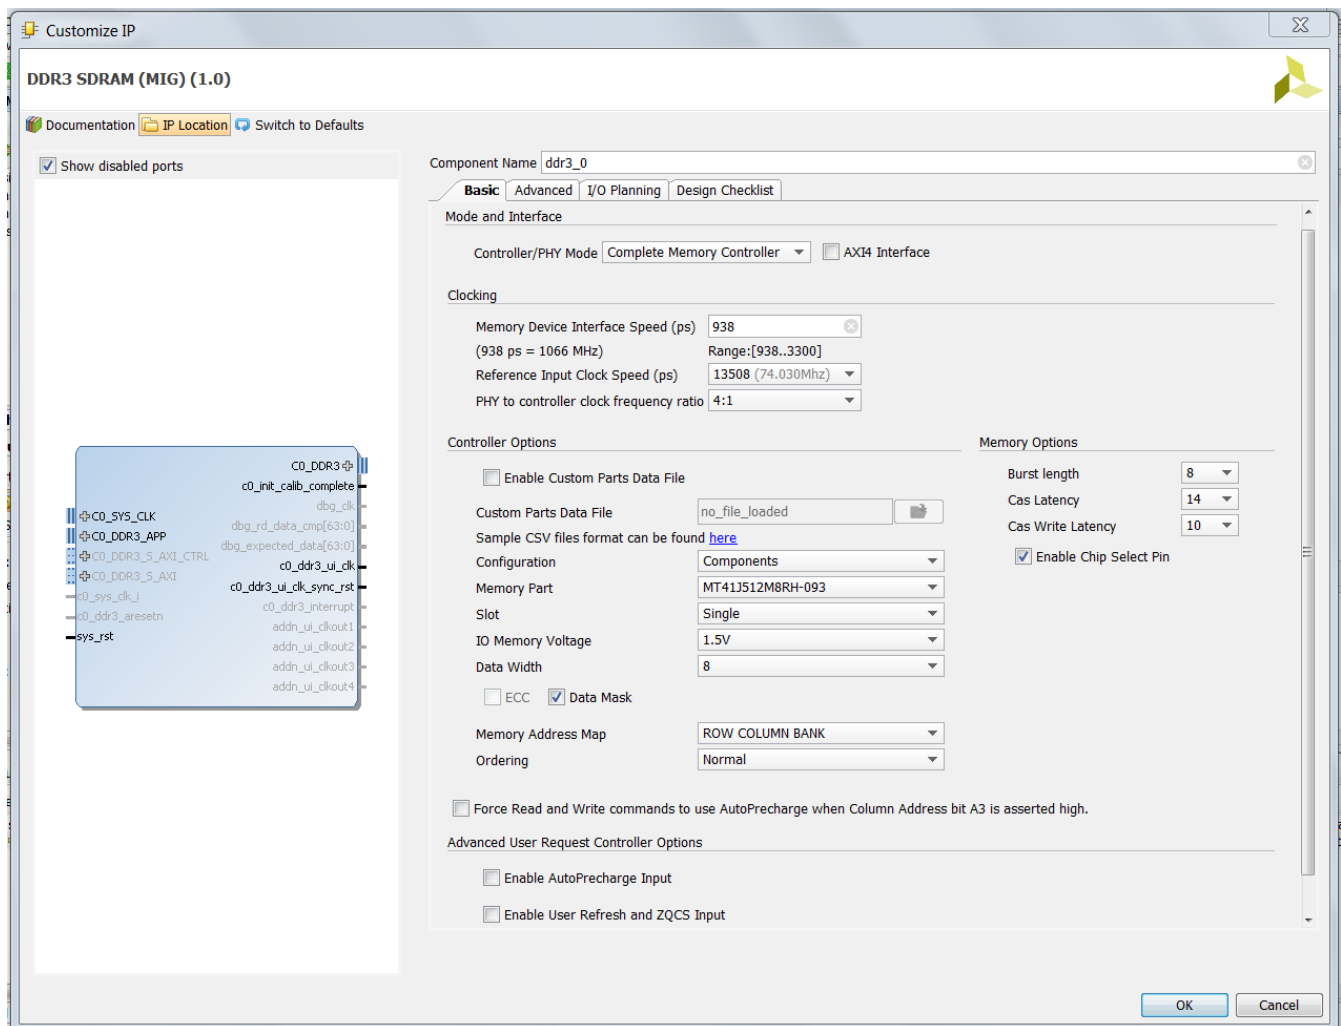 Customize IP
DDR3 SDRAM (MIG) (1.0)
Documentation IP Location Switch to Defaults
Show disabled ports
C0_DDR3
c0_init_calib_complete
dbg_clk
C0_SYS_CLK
dbg_rd_data_cmp[63:0]
C0_DDR3_APP
dbg_expected_data[63:0]
C0_DDR3_S_AXI_CTRL
c0_ddr3_ui_clk
C0_DDR3_S_AXI
c0_ddr3_ui_clk_sync_rst
c0_sys_clk_i
c0_ddr3_interrupt
c0_ddr3_aresetn
addn_ui_clkout1
sys_rst
addn_ui_clkout2
addn_ui_clkout3
addn_ui_clkout4
Component Name ddr3_0
Basic Advanced I/O Planning Design Checklist
Mode and Interface
Controller/PHY Mode Complete Memory Controller AXI4 Interface
Clocking
Memory Device Interface Speed (ps) 938
(938 ps = 1066 MHz) Range:[938..3300]
Reference Input Clock Speed (ps) 13508 (74.030Mhz)
PHY to controller clock frequency ratio 4:1
Controller Options
Enable Custom Parts Data File
Custom Parts Data File no_file_loaded
Sample CSV files format can be found here
Configuration Components
Memory Part MT41J512M8RH-093
Slot Single
IO Memory Voltage 1.5V
Data Width 8
ECC Data Mask
Memory Address Map ROW COLUMN BANK
Ordering Normal
Memory Options
Burst length 8
Cas Latency 14
Cas Write Latency 10
Enable Chip Select Pin
Force Read and Write commands to use AutoPrecharge when Column Address bit A3 is asserted high.
Advanced User Request Controller Options
Enable AutoPrecharge Input
Enable User Refresh and ZQCS Input
OK Cancel